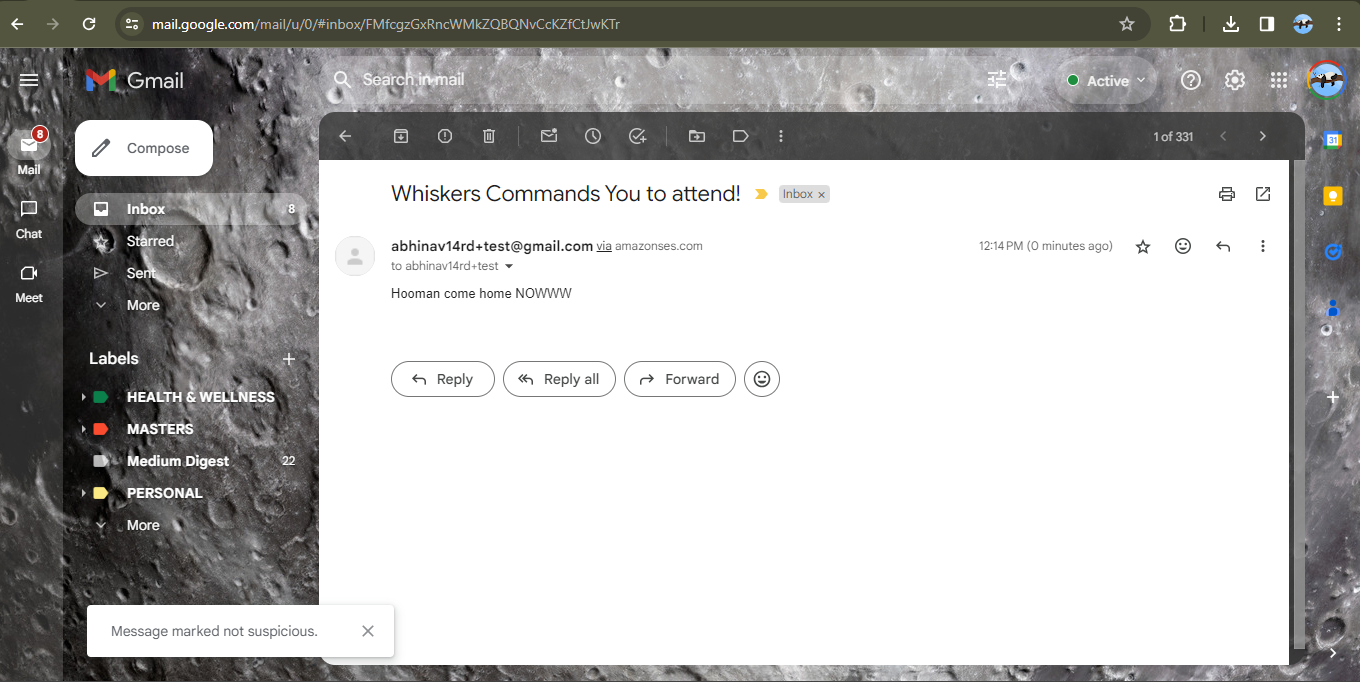 mail.google.com/mail/u/0/#inbox/FMfcgzGxRncWMkZQBQNvCcKZfCtJwKTr
Gmail
Search in mail
Active
8
Mail
Chat
Meet
Compose
Inbox 8
Starred
Sent
More
Labels
HEALTH & WELLNESS
MASTERS
Medium Digest 22
PERSONAL
More
1 of 331
31
Whiskers Commands You to attend! Inbox ×
abhinav14rd+test@gmail.com via amazonses.com 12:14 PM (0 minutes ago)
to abhinav14rd+test
Hooman come home NOWWW
Reply Reply all Forward
Message marked not suspicious.